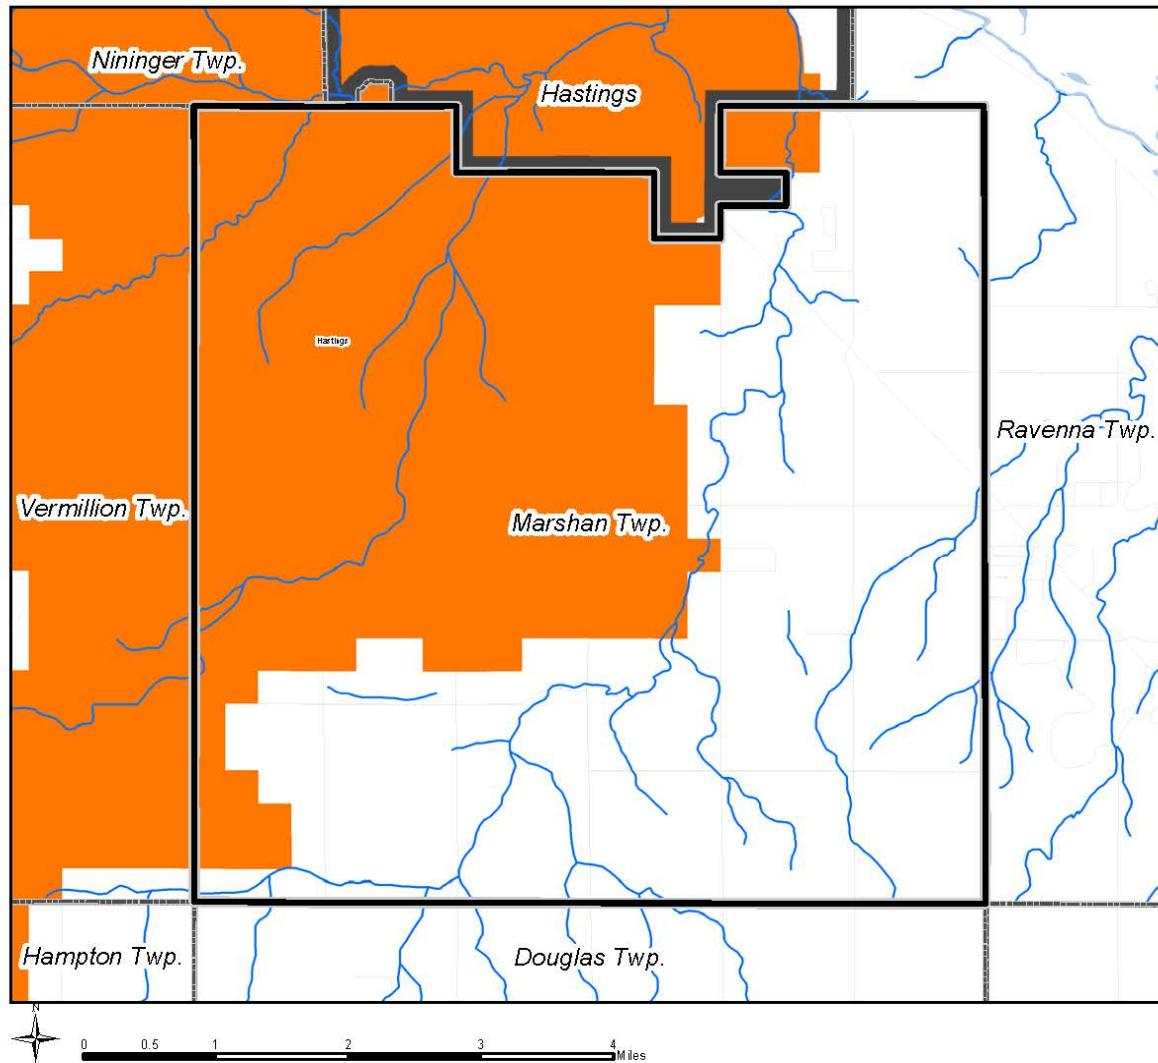 Nininger Twp.
Hastings
Hastings
Ravenna Twp.
Vermillion Twp.
Marshan Twp.
Hampton Twp.
Douglas Twp.
N
0 0.5 1 2 3 4
Miles